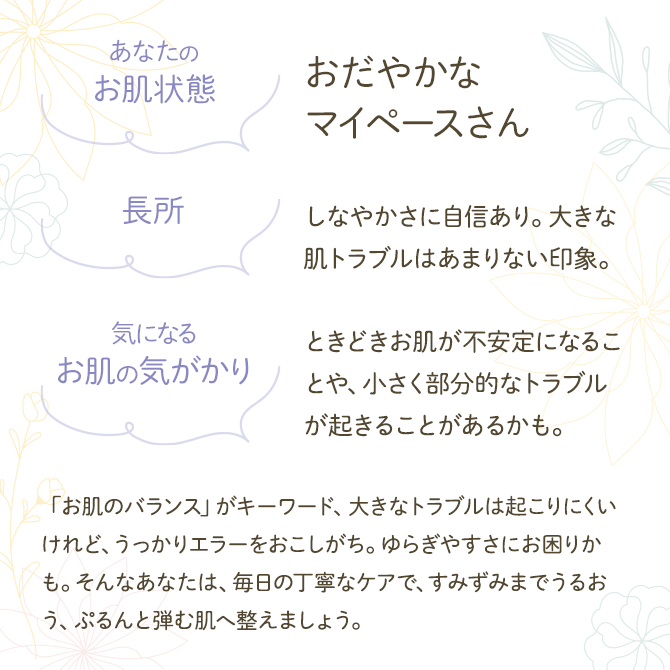 あなたの
お肌状態
おだやかな
マイペースさん
長所
しなやかさに自信あり。大きな
肌トラブルはあまりない印象。
気になる
お肌の気がかり
ときどきお肌が不安定になるこ
とや、小さく部分的なトラブル
が起きることがあるかも。
「お肌のバランス」がキーワード、大きなトラブルは起こりにくい
けれど、うっかりエラーをおこしがち。ゆらぎやすさにお困りか
も。そんなあなたは、毎日の丁寧なケアで、すみずみまでうるお
う、ぷるんと弾む肌へ整えましょう。